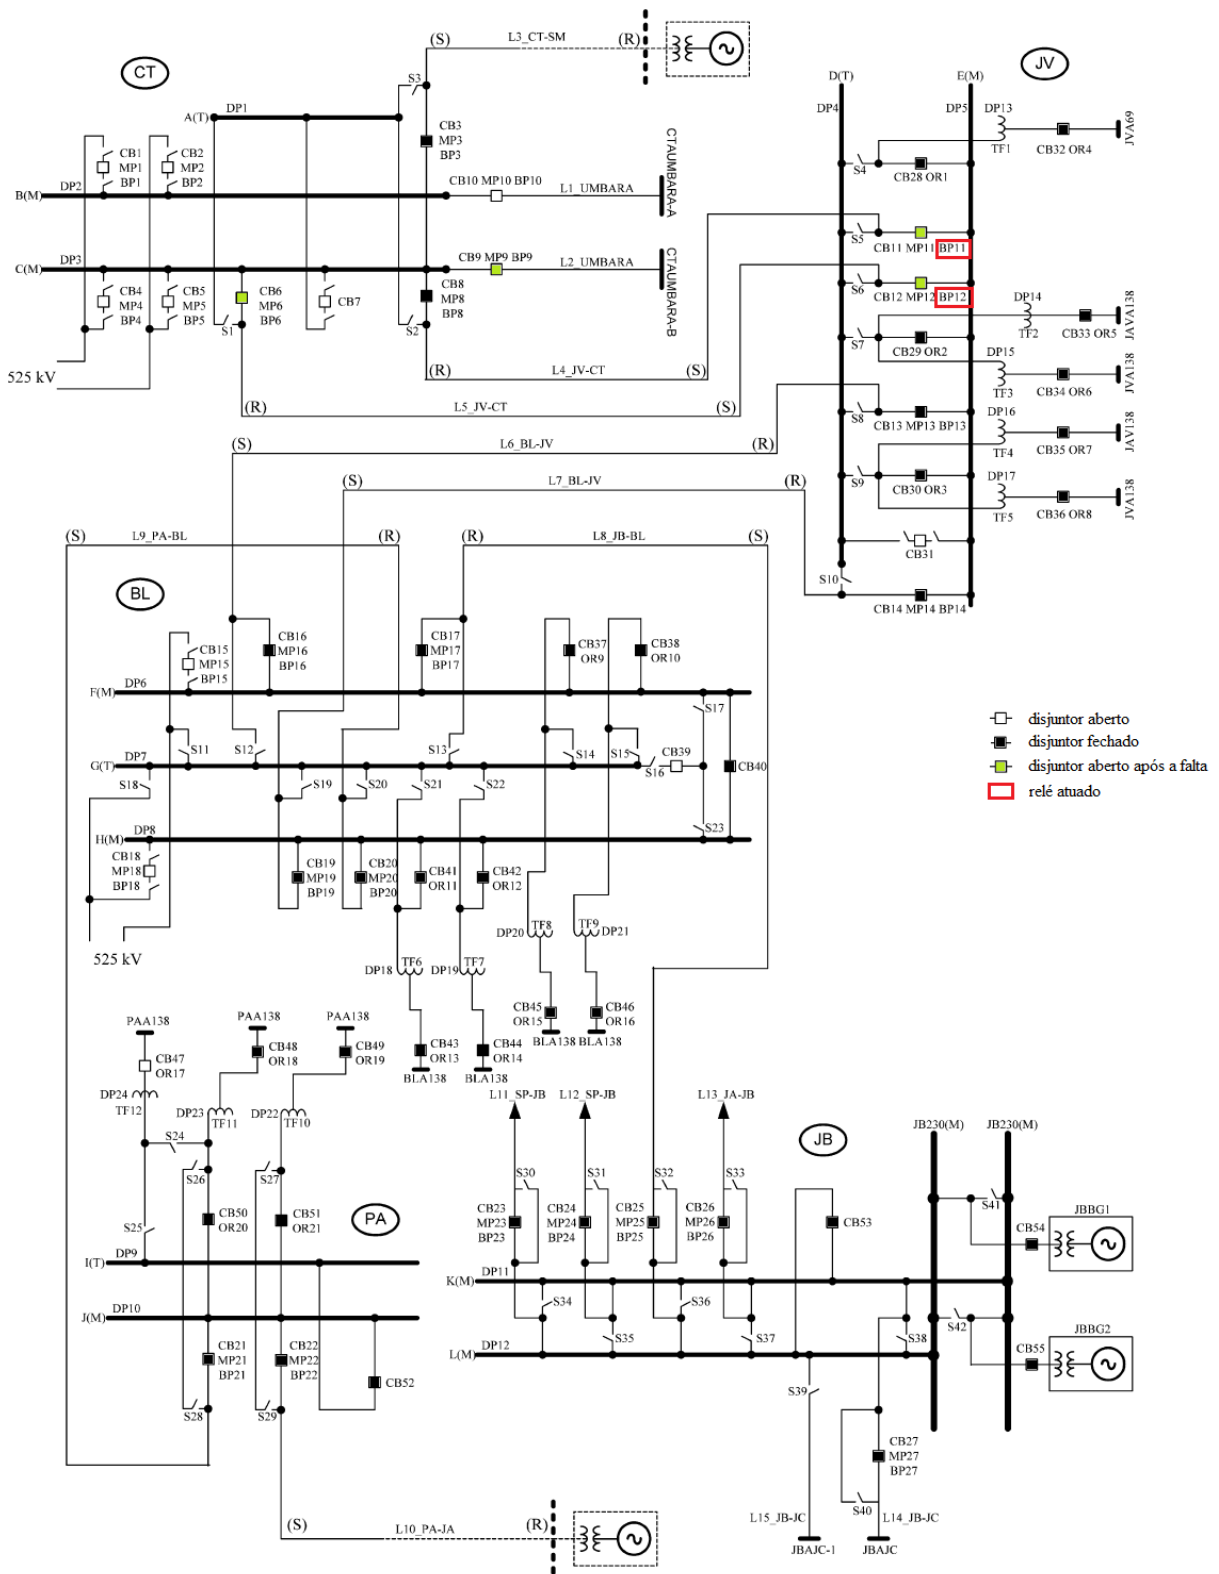 (S)
L3_CT-SM
(R)
CT
JV
S3
D(T)
E(M)
A(T)
DP1
DP4
DP5
DP13
JVA69
TF1
CB32 OR4
CB1
MP1
BP1
CB2
MP2
BP2
CB3
MP3
BP3
B(M)
DP2
CB10 MP10 BP10
L1_UMBARA
CTAUMBARA-A
S4
CB28 OR1
C(M)
DP3
CB9 MP9 BP9
L2_UMBARA
CTAUMBARA-B
S5
CB11 MP11 BP11
S6
CB12 MP12 BP12
CB4
MP4
BP4
CB5
MP5
BP5
CB6
MP6
BP6
CB7
CB8
MP8
BP8
S1
S2
DP14
TF2
CB33 OR5
JAVA138
S7
CB29 OR2
DP15
TF3
CB34 OR6
JVA138
525 kV
(R)
L4_JV-CT
(S)
(R)
L5_JV-CT
(S)
S8
CB13 MP13 BP13
DP16
TF4
CB35 OR7
JAV138
(S)
L6_BL-JV
(R)
S9
CB30 OR3
DP17
TF5
CB36 OR8
JVA138
(S)
L7_BL-JV
(R)
(S)
L9_PA-BL
(R)
(R)
L8_JB-BL
(S)
CB31
S10
CB14 MP14 BP14
BL
CB15
MP15
BP15
CB16
MP16
BP16
CB17
MP17
BP17
CB37
OR9
CB38
OR10
F(M)
DP6
S17
S11
S12
S13
S14
S15
S16
CB39
CB40
G(T)
DP7
S18
S19
S20
S21
S22
S23
H(M)
DP8
CB18
MP18
BP18
CB19
MP19
BP19
CB20
MP20
BP20
CB41
OR11
CB42
OR12
525 kV
disjuntor aberto
disjuntor fechado
disjuntor aberto após a falta
relé atuado
DP18
TF6
DP19
TF7
DP20
TF8
TF9
DP21
CB45
OR15
CB46
OR16
BLA138
BLA138
CB43
OR13
CB44
OR14
BLA138
BLA138
PAA138
PAA138
PAA138
CB47
OR17
CB48
OR18
CB49
OR19
DP24
TF12
DP23
TF11
DP22
TF10
S24
S26
S27
S25
CB50
OR20
CB51
OR21
PA
I(T)
DP9
J(M)
DP10
CB21
MP21
BP21
CB22
MP22
BP22
CB52
S28
S29
(S)
L10_PA-JA
(R)
L11_SP-JB
L12_SP-JB
L13_JA-JB
JB
JB230(M)
JB230(M)
S30
S31
S32
S33
CB23
MP23
BP23
CB24
MP24
BP24
CB25
MP25
BP25
CB26
MP26
BP26
CB53
S41
CB54
JBBG1
K(M)
DP11
S34
S35
S36
S37
S38
S42
CB55
JBBG2
L(M)
DP12
S39
CB27
MP27
BP27
S40
L15_JB-JC
L14_JB-JC
JBAJC-1
JBAJC